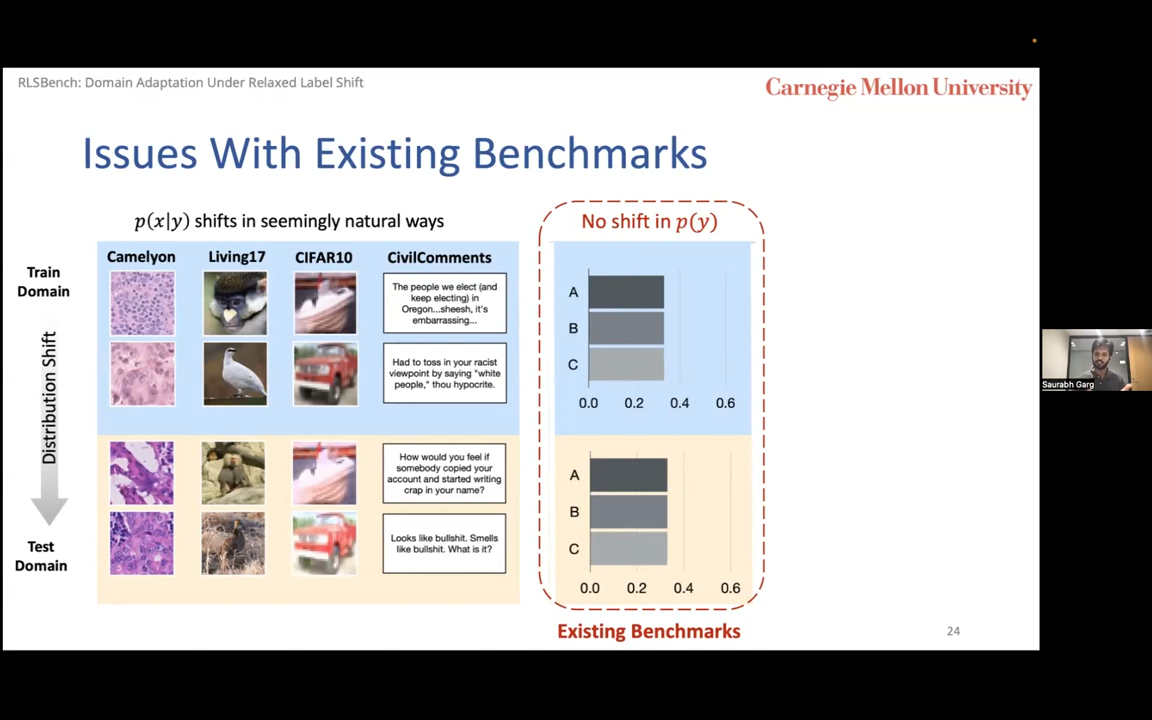 RLSBench: Domain Adaptation Under Relaxed Label Shift
Carnegie Mellon University
Issues With Existing Benchmarks
p(x|y) shifts in seemingly natural ways
No shift in p(y)
Train
Domain
Distribution Shift
Test
Domain
Camelyon
Living17
CIFAR10
CivilComments
The people we elect (and
keep electing) in
Oregon...sheesh, it's
embarrassing...
Had to toss in your racist
viewpoint by saying "white
people," thou hypocrite.
How would you feel if
somebody copied your
account and started writing
crap in your name?
Looks like bullshit. Smells
like bullshit. What is it?
A
B
C
0.0 0.2 0.4 0.6
A
B
C
0.0 0.2 0.4 0.6
Existing Benchmarks
24
Saurabh Garg